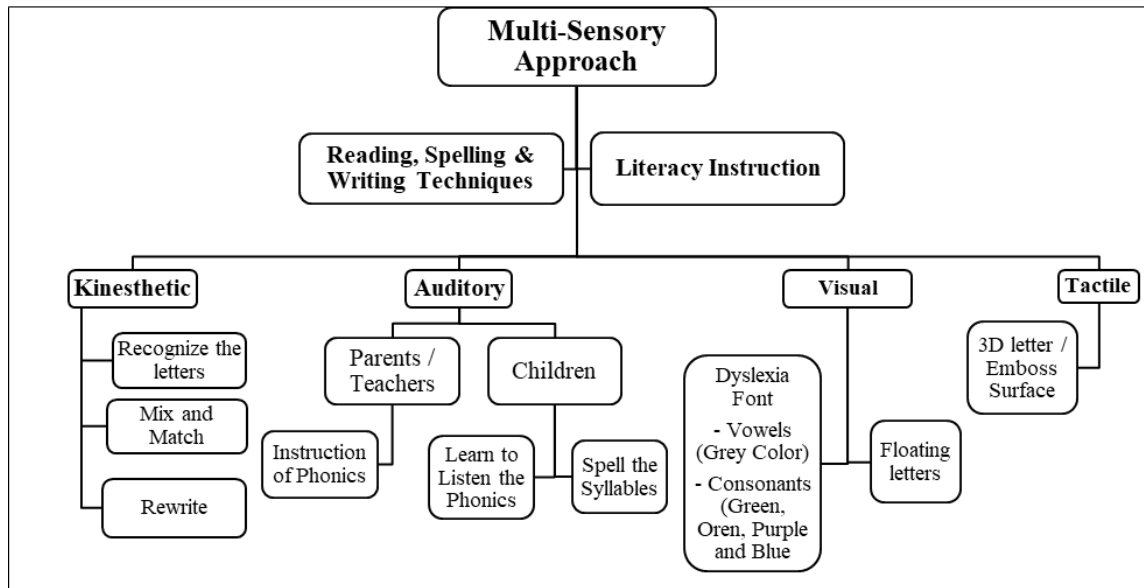 Multi-Sensory
Approach
Reading, Spelling &
Writing Techniques
Literacy Instruction
Kinesthetic
Auditory
Visual
Tactile
Recognize the
letters
Mix and
Match
Rewrite
Parents /
Teachers
Children
Instruction
of Phonics
Learn to
Listen the
Phonics
Spell the
Syllables
Dyslexia
Font
- Vowels
(Grey Color)
- Consonants
(Green,
Oren, Purple
and Blue
Floating
letters
3D letter /
Emboss
Surface